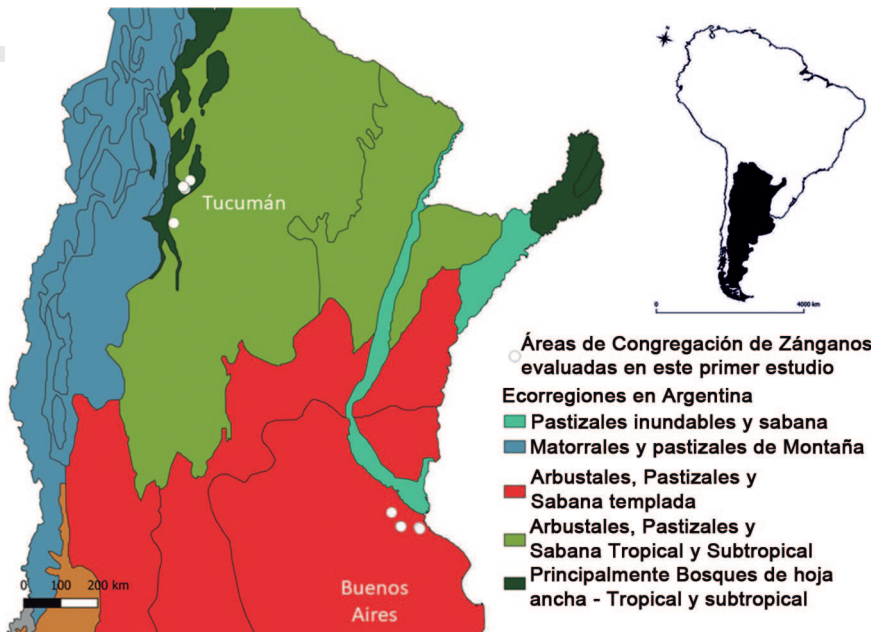 Tucumán
Buenos
Aires
0 100 200 km
0 4000 km
Áreas de Congregación de Zánganos
evaluadas en este primer estudio
Ecorregiones en Argentina
Pastizales inundables y sabana
Matorrales y pastizales de Montaña
Arbustales, Pastizales y
Sabana templada
Arbustales, Pastizales y
Sabana Tropical y Subtropical
Principalmente Bosques de hoja
ancha - Tropical y subtropical